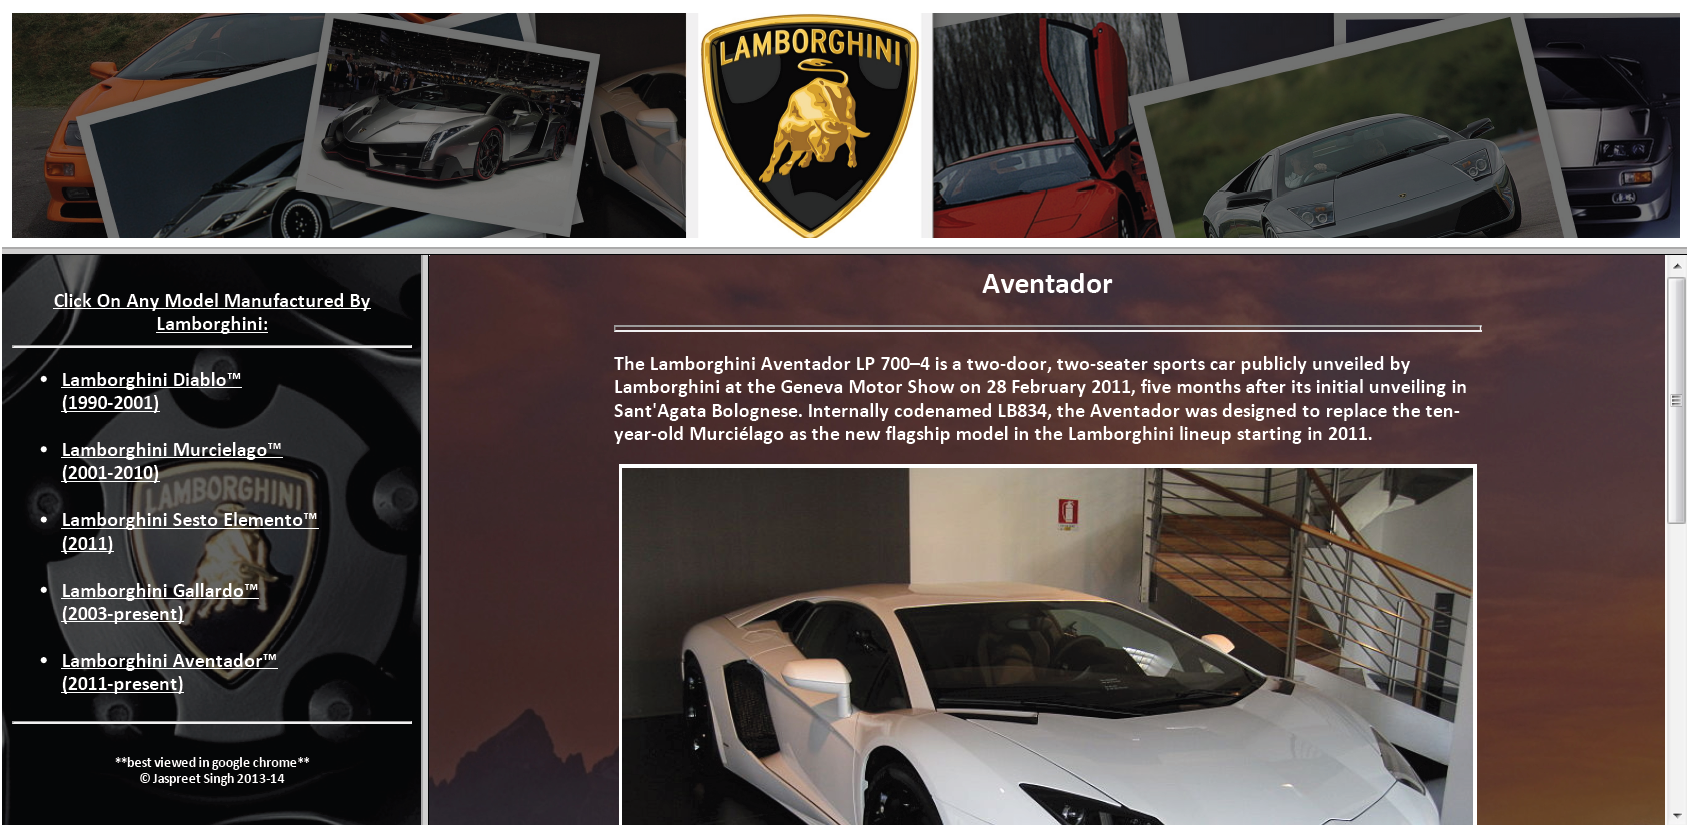 LAMBORGHINI
Click On Any Model Manufactured By
Lamborghini:
• Lamborghini Diablo™
(1990-2001)
• Lamborghini Murcielago™
(2001-2010)
• Lamborghini Sesto Elemento™
(2011)
• Lamborghini Gallardo™
(2003-present)
• Lamborghini Aventador™
(2011-present)
LAMBORGHINI
**best viewed in google chrome**
© Jaspreet Singh 2013-14
Aventador
The Lamborghini Aventador LP 700–4 is a two-door, two-seater sports car publicly unveiled by
Lamborghini at the Geneva Motor Show on 28 February 2011, five months after its initial unveiling in
Sant'Agata Bolognese. Internally codenamed LB834, the Aventador was designed to replace the ten-
year-old Murciélago as the new flagship model in the Lamborghini lineup starting in 2011.